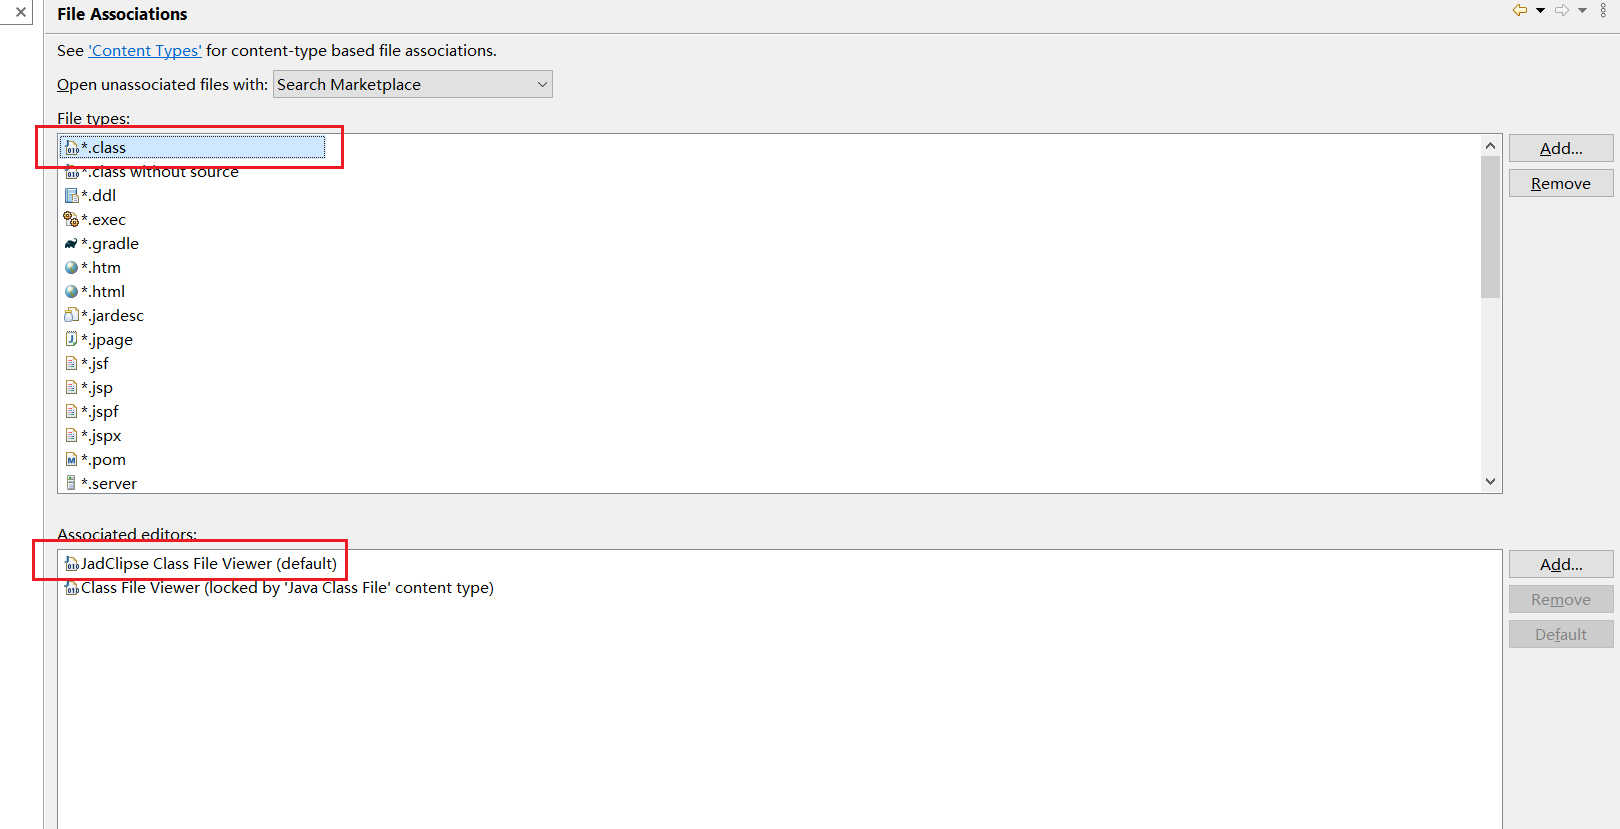 File Associations
See 'Content Types' for content-type based file associations.
Open unassociated files with: Search Marketplace
File types:
*.class
*.class without source
*.ddl
*.exec
*.gradle
*.htm
*.html
*.jardesc
*.jpage
*.jsf
*.jsp
*.jspf
*.jspx
*.pom
*.server
Add...
Remove
Associated editors:
JadClipse Class File Viewer (default)
Class File Viewer (locked by 'Java Class File' content type)
Add...
Remove
Default